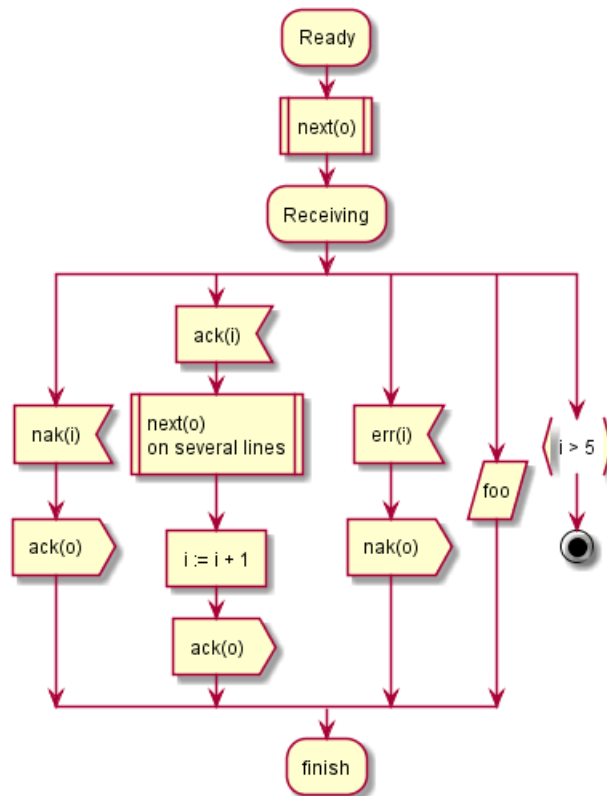 Ready
next(o)
Receiving
nak(i)
ack(o)
ack(i)
next(o)
on several lines
i := i + 1
ack(o)
err(i)
nak(o)
foo
i > 5
finish